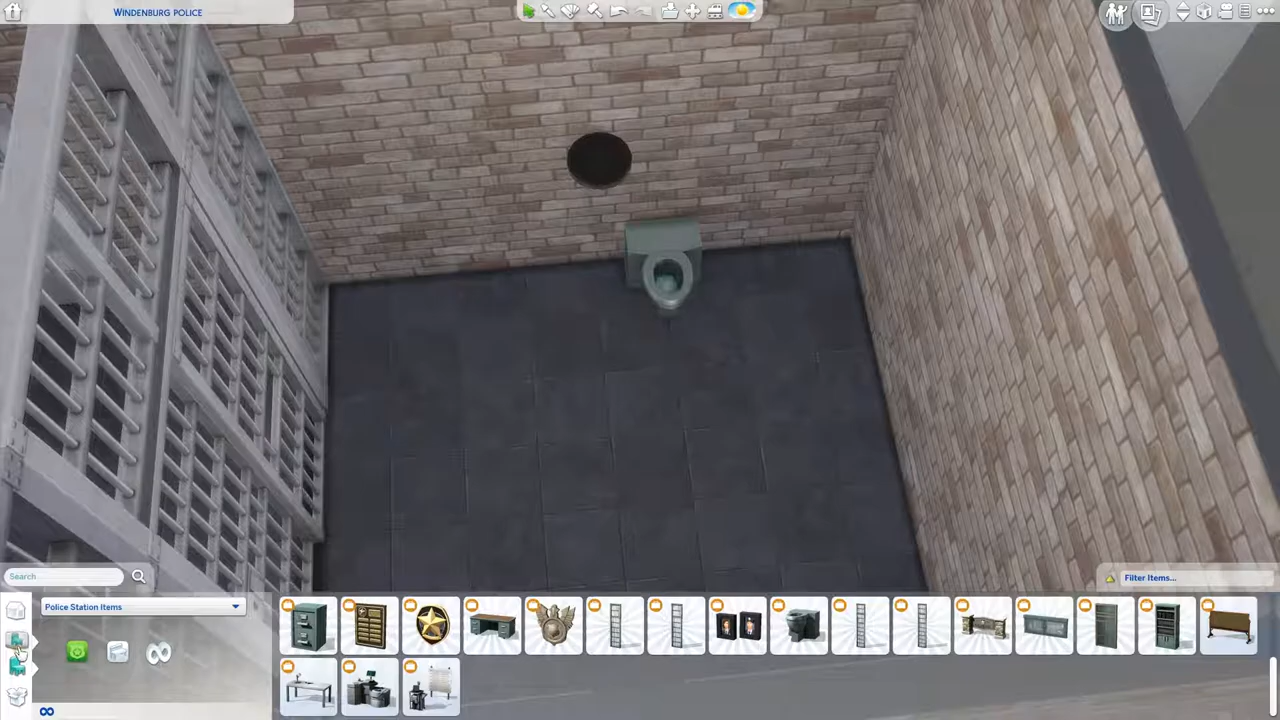 WINDENBURG POLICE
Search
Filter Items...
Police Station Items